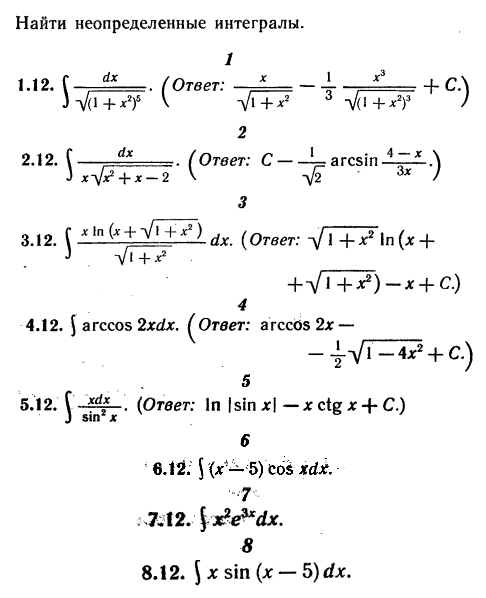 Найти неопределенные интегралы.
1
1.12. ∫ dx / √((1 + x²)⁵). (Ответ: x / √(1 + x²) − 1/3 x³ / √((1 + x²)³) + C.)
2
2.12. ∫ dx / (x√(x² + x − 2)). (Ответ: C − 1/√2 arcsin (4 − x)/(3x).)
3
3.12. ∫ x ln (x + √(1 + x²)) / √(1 + x²) dx. (Ответ: √(1 + x²) ln (x +
+ √(1 + x²)) − x + C.)
4
4.12. ∫ arccos 2xdx. (Ответ: arccos 2x −
− 1/2 √(1 − 4x²) + C.)
5
5.12. ∫ xdx / sin² x. (Ответ: ln |sin x| − x ctg x + C.)
6
6.12. ∫ (x − 5) cos xdx.
7
7.12. ∫ x²e³ˣdx.
8
8.12. ∫ x sin (x − 5) dx.